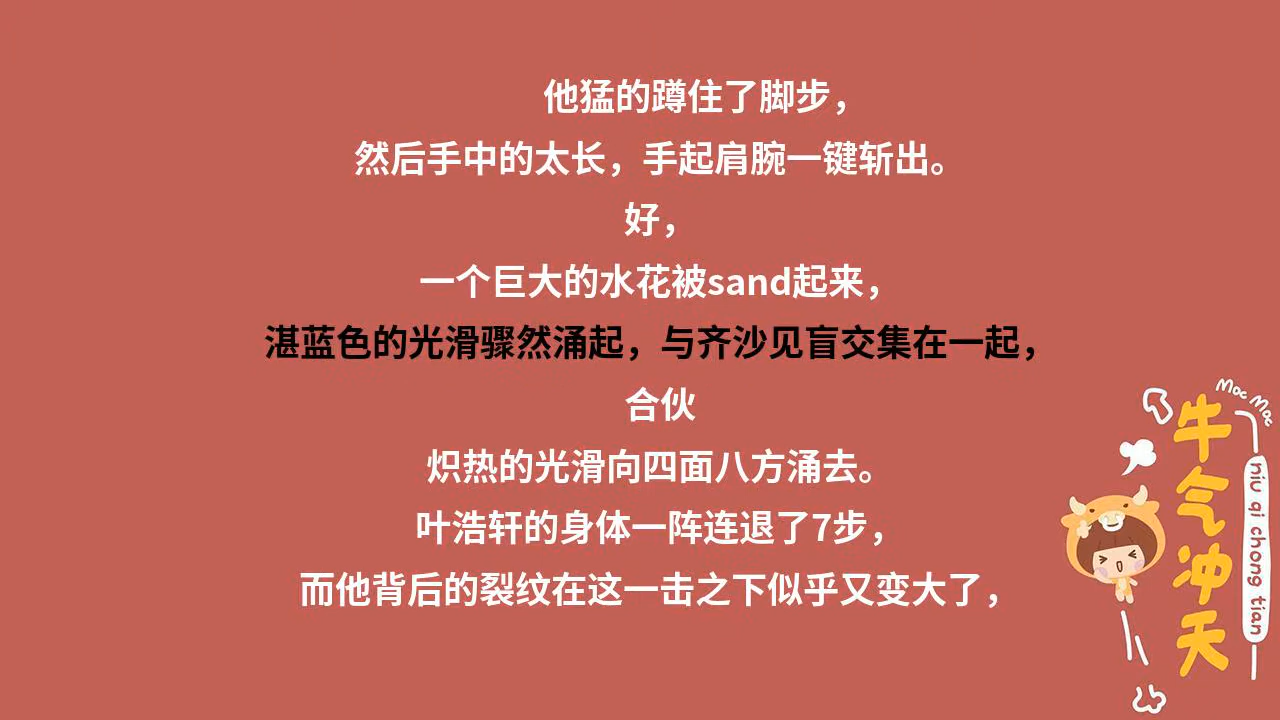 他猛的蹲住了脚步，
然后手中的太长，手起肩腕一键斩出。
好，
一个巨大的水花被sand起来，
湛蓝色的光滑骤然涌起，与齐沙见盲交集在一起，
合伙
炽热的光滑向四面八方涌去。
叶浩轩的身体一阵连退了7步，
而他背后的裂纹在这一击之下似乎又变大了，
Moc Moc
牛气冲天
niu qi chong tian